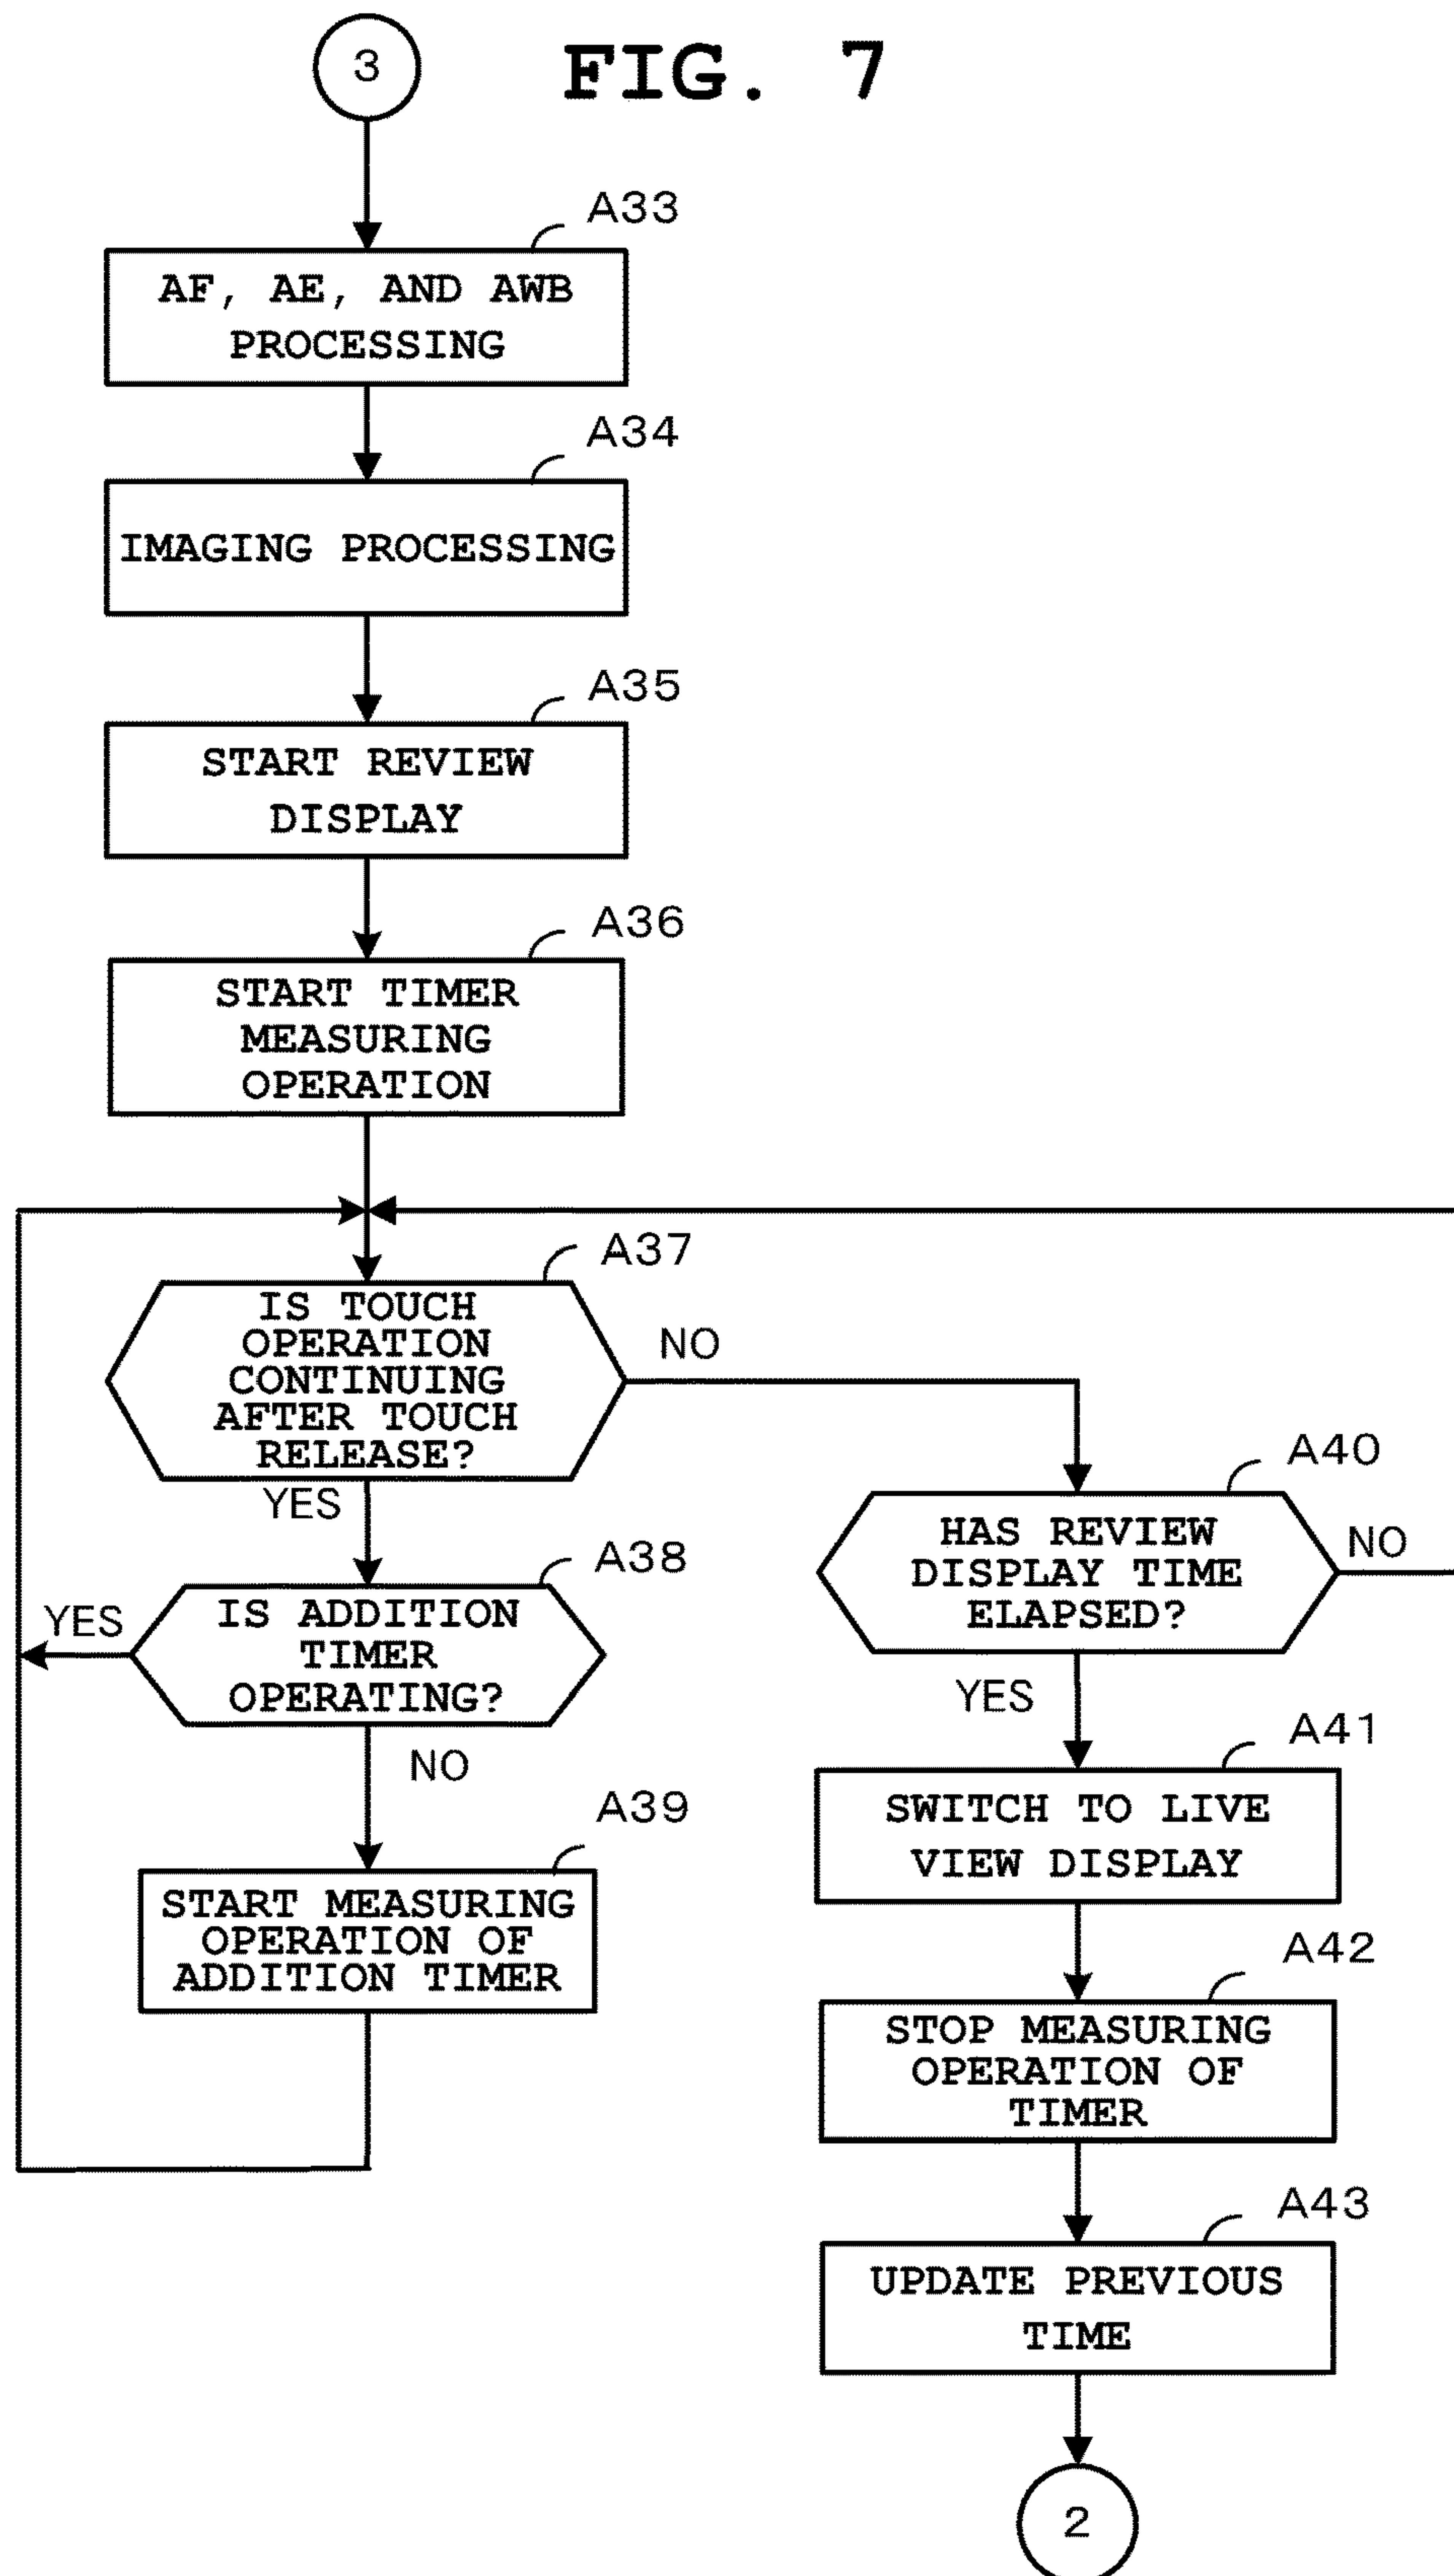 3
FIG. 7
A33
AF, AE, AND AWB
PROCESSING
A34
IMAGING PROCESSING
A35
START REVIEW
DISPLAY
A36
START TIMER
MEASURING
OPERATION
A37
IS TOUCH
OPERATION
CONTINUING
AFTER TOUCH
RELEASE?
NO
YES
A38
IS ADDITION
TIMER
OPERATING?
YES
NO
A39
START MEASURING
OPERATION OF
ADDITION TIMER
A40
HAS REVIEW
DISPLAY TIME
ELAPSED?
NO
YES
A41
SWITCH TO LIVE
VIEW DISPLAY
A42
STOP MEASURING
OPERATION OF
TIMER
A43
UPDATE PREVIOUS
TIME
2